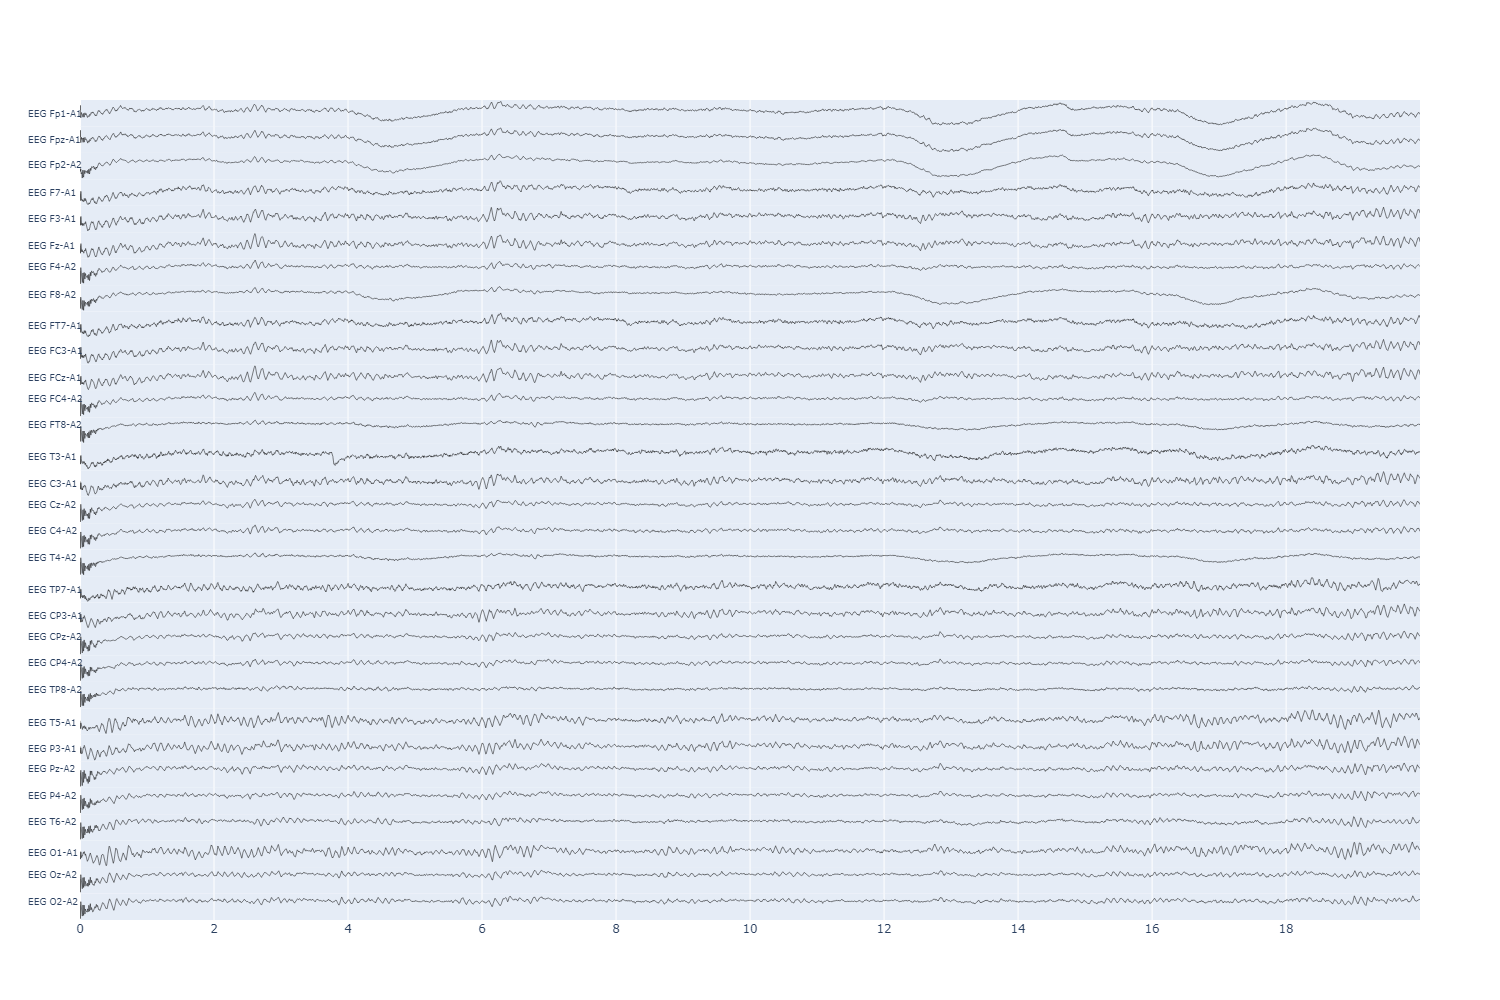 EEG Fp1-A1
EEG Fpz-A1
EEG Fp2-A2
EEG F7-A1
EEG F3-A1
EEG Fz-A1
EEG F4-A2
EEG F8-A2
EEG FT7-A1
EEG FC3-A1
EEG FCz-A1
EEG FC4-A2
EEG FT8-A2
EEG T3-A1
EEG C3-A1
EEG Cz-A2
EEG C4-A2
EEG T4-A2
EEG TP7-A1
EEG CP3-A1
EEG CPz-A2
EEG CP4-A2
EEG TP8-A2
EEG T5-A1
EEG P3-A1
EEG Pz-A2
EEG P4-A2
EEG T6-A2
EEG O1-A1
EEG Oz-A2
EEG O2-A2
0 2 4 6 8 10 12 14 16 18